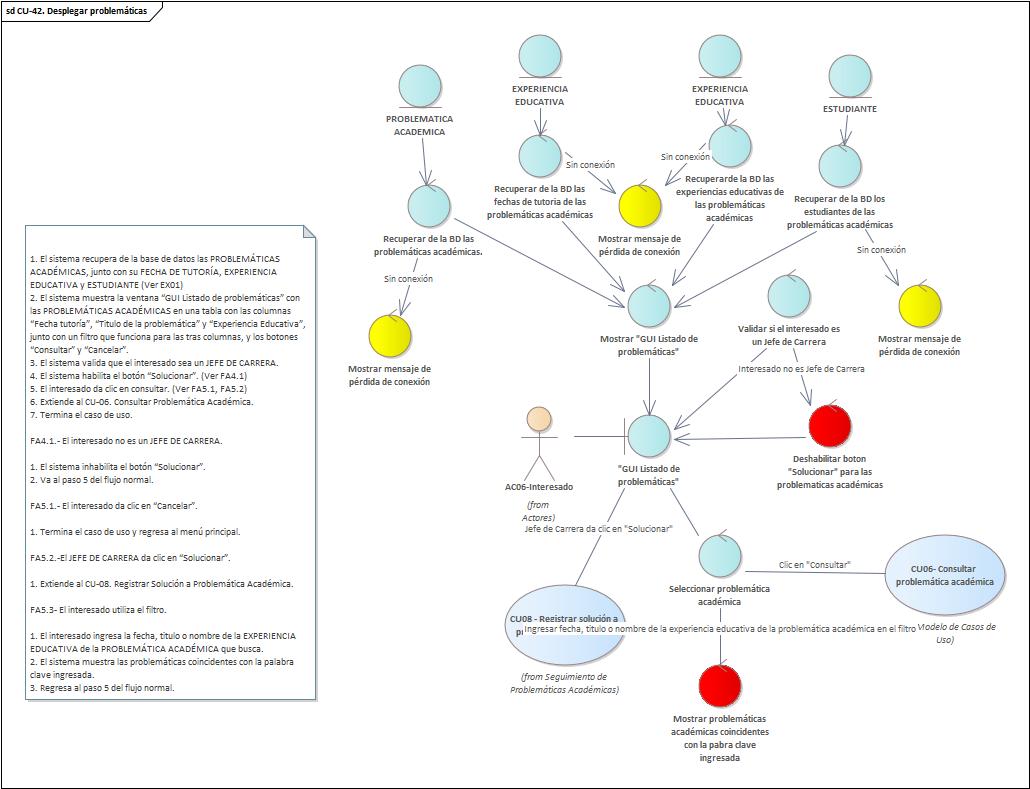 sd CU-42. Desplegar problemáticas
EXPERIENCIA
EDUCATIVA
EXPERIENCIA
EDUCATIVA
ESTUDIANTE
PROBLEMATICA
ACADEMICA
Sin conexión
Sin conexión
Recuperar de la BD las
fechas de tutoria de las
problemáticas académicas
Recuperarde la BD las
experiencias educativas de
las problemáticas
académicas
Recuperar de la BD los
estudiantes de las
problemáticas académicas
Recuperar de la BD las
problemáticas académicas.
Mostrar mensaje de
pérdida de conexión
Sin conexión
Sin conexión
1. El sistema recupera de la base de datos las PROBLEMÁTICAS
ACADÉMICAS, junto con su FECHA DE TUTORÍA, EXPERIENCIA
EDUCATIVA y ESTUDIANTE (Ver EX01)
2. El sistema muestra la ventana “GUI Listado de problemáticas” con
las PROBLEMÁTICAS ACADÉMICAS en una tabla con las columnas
“Fecha tutoría”, “Titulo de la problemática” y “Experiencia Educativa”,
junto con un filtro que funciona para las tras columnas, y los botones
“Consultar” y “Cancelar”.
3. El sistema valida que el interesado sea un JEFE DE CARRERA.
4. El sistema habilita el botón “Solucionar”. (Ver FA4.1)
5. El interesado da clic en consultar. (Ver FA5.1, FA5.2)
6. Extiende al CU-06. Consultar Problemática Académica.
7. Termina el caso de uso.
FA4.1.- El interesado no es un JEFE DE CARRERA.
1. El sistema inhabilita el botón “Solucionar”.
2. Va al paso 5 del flujo normal.
FA5.1.- El interesado da clic en “Cancelar”.
1. Termina el caso de uso y regresa al menú principal.
FA5.2.-El JEFE DE CARRERA da clic en “Solucionar”.
1. Extiende al CU-08. Registrar Solución a Problemática Académica.
FA5.3- El interesado utiliza el filtro.
1. El interesado ingresa la fecha, titulo o nombre de la EXPERIENCIA
EDUCATIVA de la PROBLEMÁTICA ACADÉMICA que busca.
2. El sistema muestra las problemáticas coincidentes con la palabra
clave ingresada.
3. Regresa al paso 5 del flujo normal.
Mostrar "GUI Listado de
problemáticas"
Validar si el interesado es
un Jefe de Carrera
Mostrar mensaje de
pérdida de conexión
Mostrar mensaje de
pérdida de conexión
Interesado no es Jefe de Carrera
Deshabilitar boton
"Solucionar" para las
problematicas académicas
AC06-Interesado
(from
Actores)
"GUI Listado de
problemáticas"
Jefe de Carrera da clic en "Solucionar"
Seleccionar problemática
académica
Clic en "Consultar"
CU06- Consultar
problemática académica
CU08 - Registrar solución a
Ingresar fecha, titulo o nombre de la experiencia educativa de la problemática académica en el filtro
Modelo de Casos de
Uso)
(from Seguimiento de
Problemáticas Académicas)
Mostrar problemáticas
académicas coincidentes
con la pabra clave
ingresada